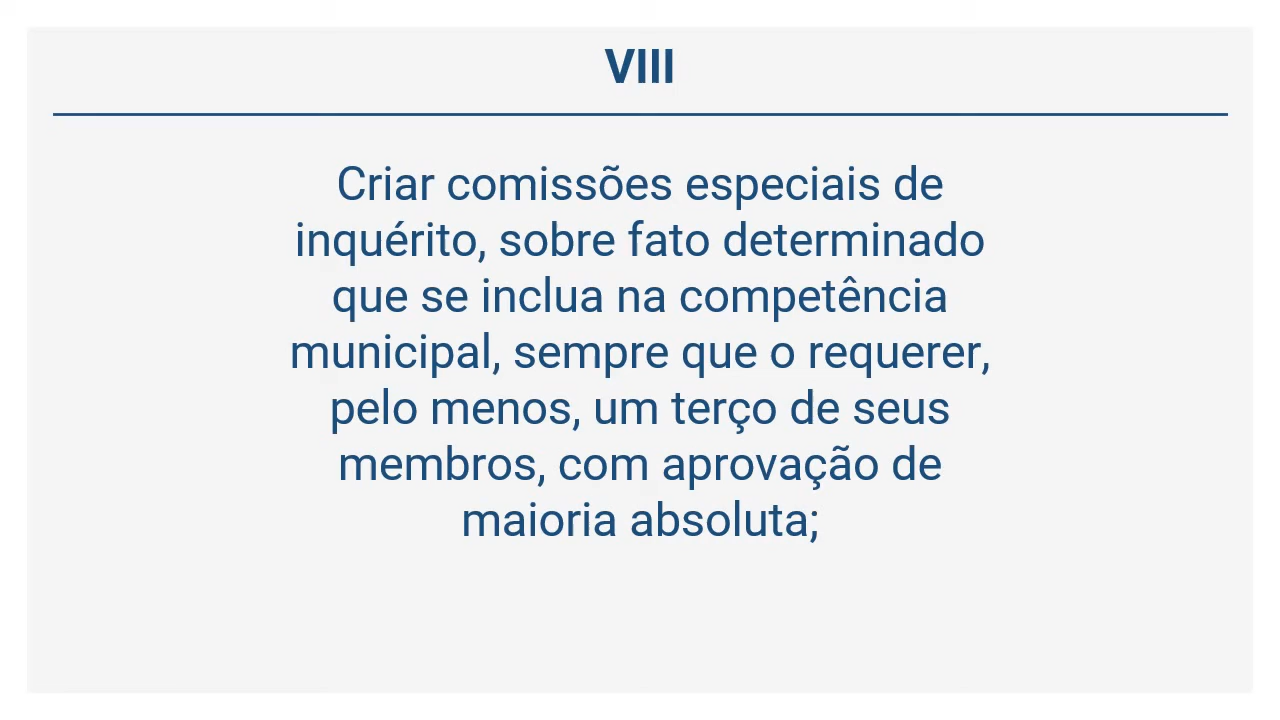 VIII
Criar comissões especiais de
inquérito, sobre fato determinado
que se inclua na competência
municipal, sempre que o requerer,
pelo menos, um terço de seus
membros, com aprovação de
maioria absoluta;